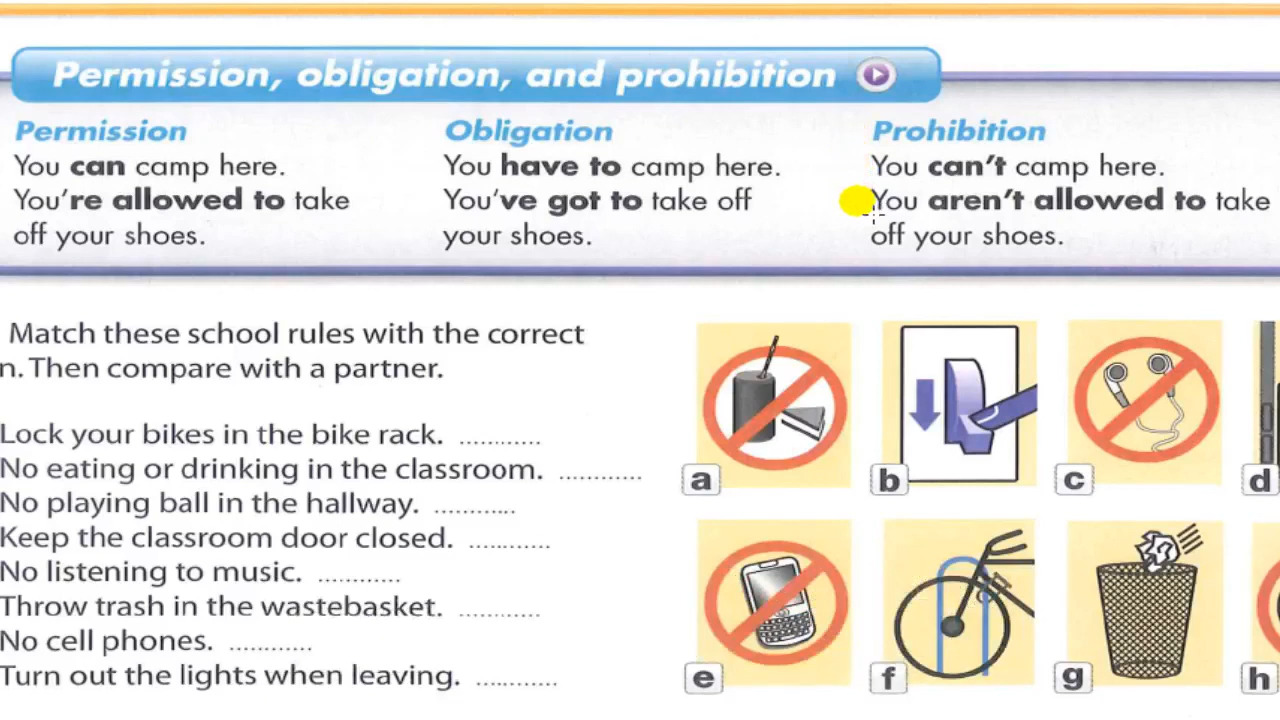 Permission, obligation, and prohibition
Permission
You can camp here.
You're allowed to take
off your shoes.
Obligation
You have to camp here.
You've got to take off
your shoes.
Prohibition
You can't camp here.
You aren't allowed to take
off your shoes.
Match these school rules with the correct
n. Then compare with a partner.
Lock your bikes in the bike rack. ............
No eating or drinking in the classroom. ............
No playing ball in the hallway. ............
Keep the classroom door closed. ............
No listening to music. ............
Throw trash in the wastebasket. ............
No cell phones. ............
Turn out the lights when leaving. ............
a
b
c
d
e
f
g
h